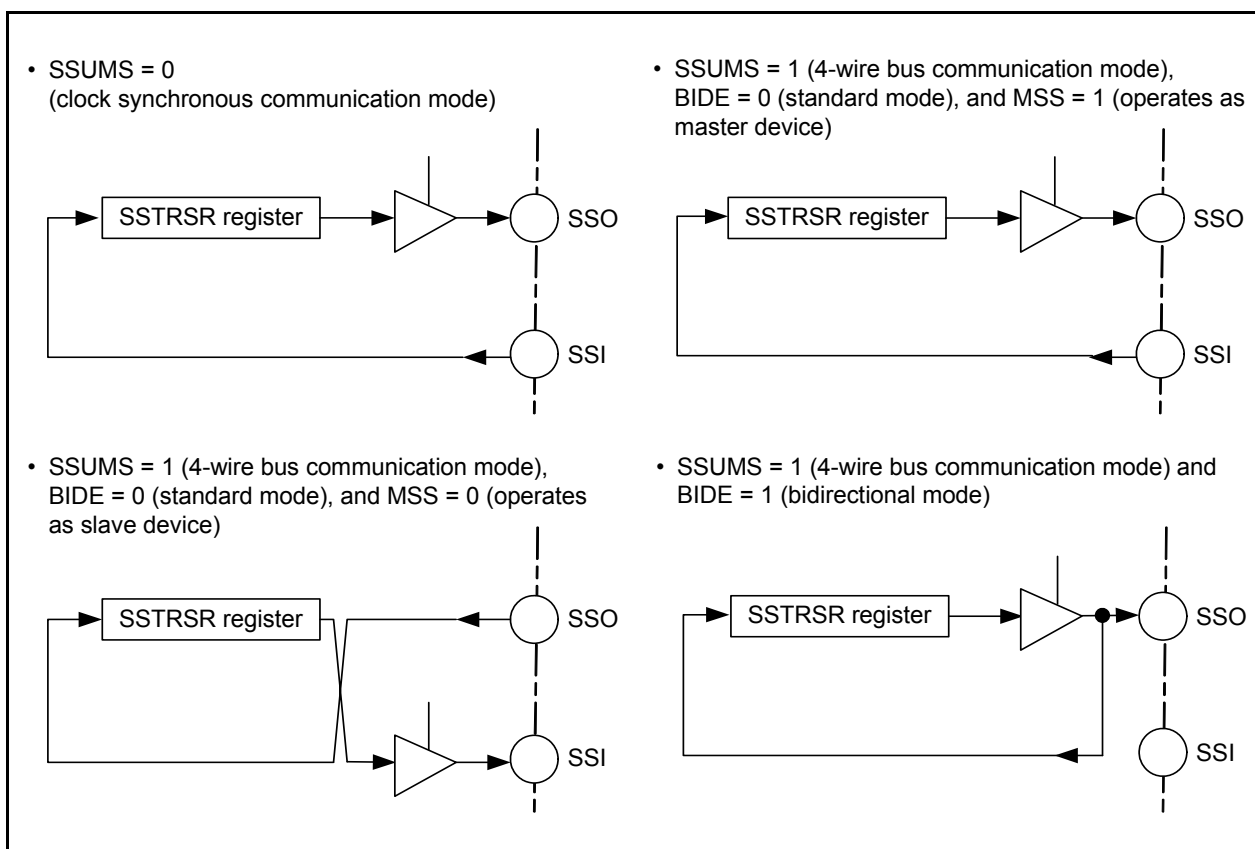 • SSUMS = 0
(clock synchronous communication mode)
SSTRSR register
SSO
SSI
• SSUMS = 1 (4-wire bus communication mode),
BIDE = 0 (standard mode), and MSS = 1 (operates as
master device)
SSTRSR register
SSO
SSI
• SSUMS = 1 (4-wire bus communication mode),
BIDE = 0 (standard mode), and MSS = 0 (operates
as slave device)
SSTRSR register
SSO
SSI
• SSUMS = 1 (4-wire bus communication mode) and
BIDE = 1 (bidirectional mode)
SSTRSR register
SSO
SSI